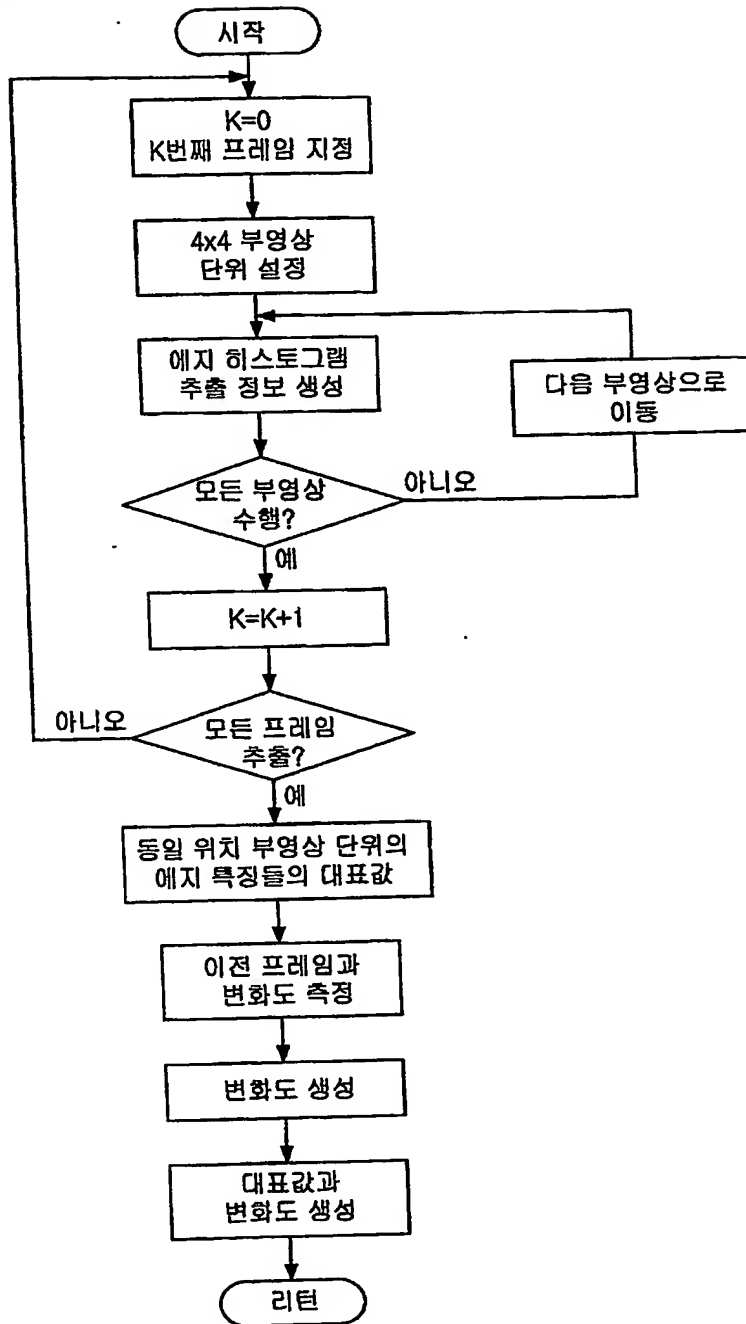 시작
K=0
K번째 프레임 지정
4x4 부영상
단위 설정
에지 히스토그램
추출 정보 생성
다음 부영상으로
이동
모든 부영상
수행?
아니오
예
K=K+1
모든 프레임
추출?
아니오
예
동일 위치 부영상 단위의
에지 특징들의 대표값
이전 프레임과
변화도 측정
변화도 생성
대표값과
변화도 생성
리턴